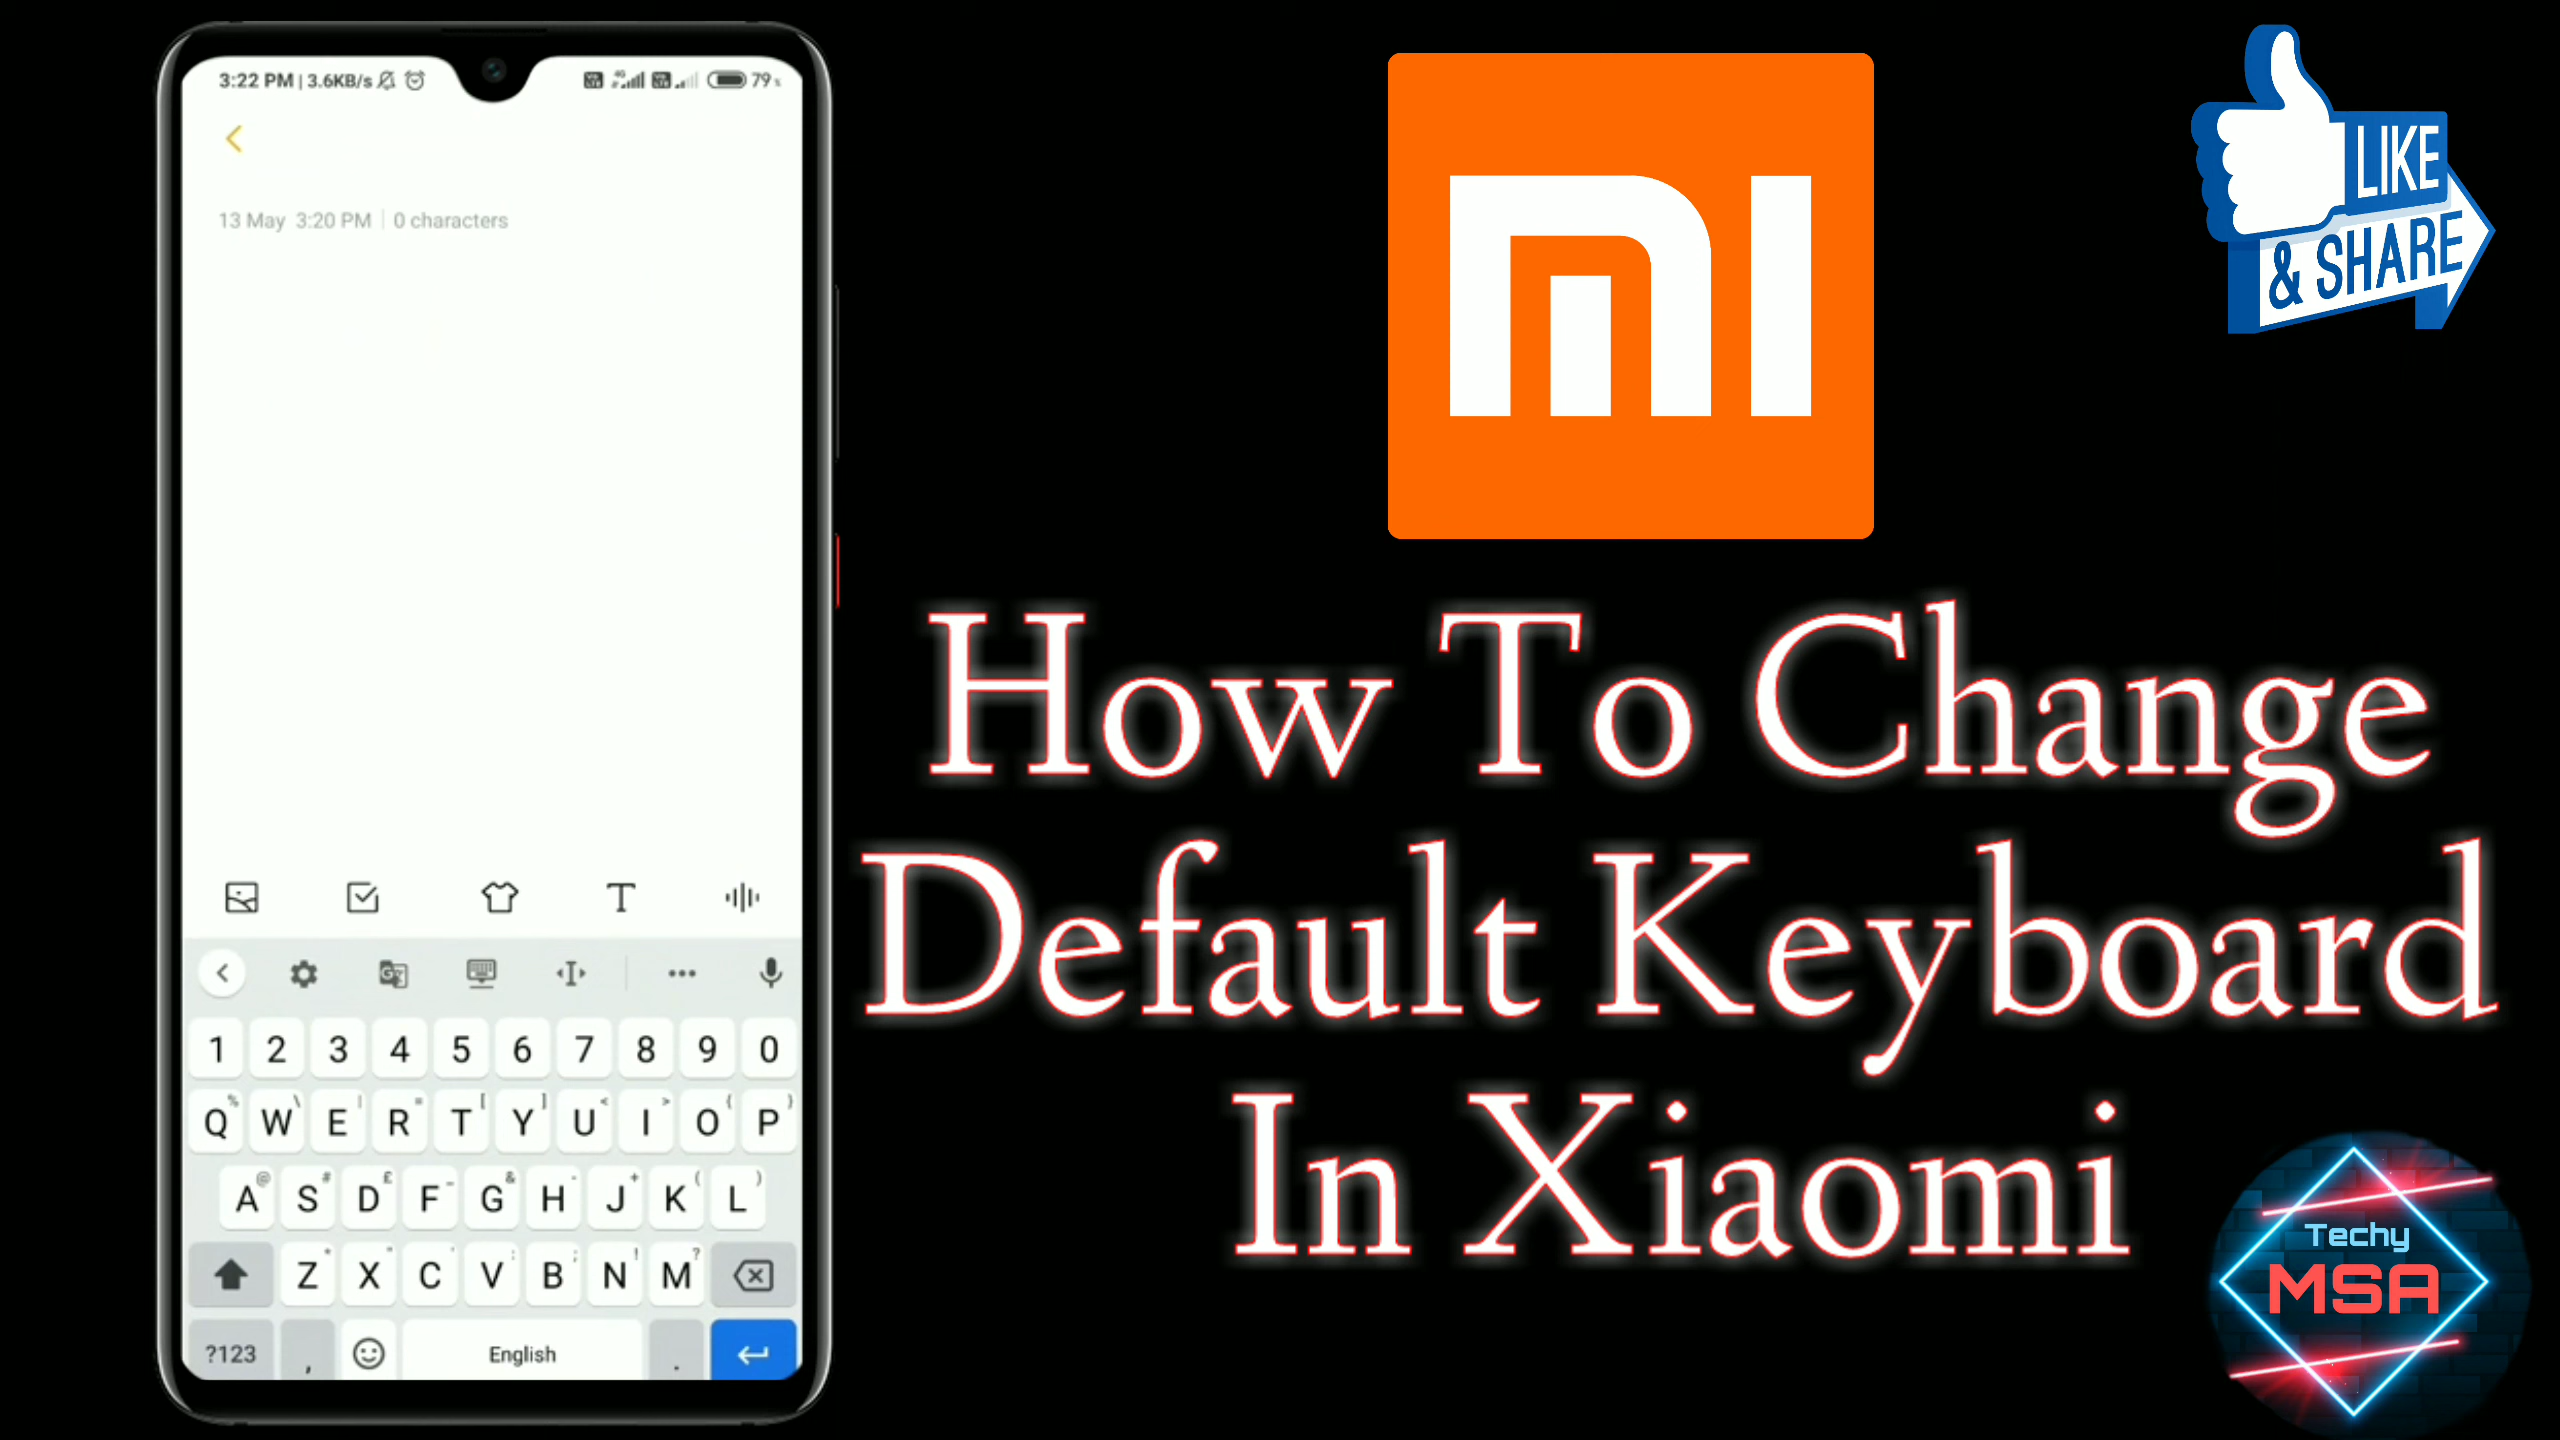 3:22 PM | 3.6KB/s
4G
79
13 May 3:20 PM | 0 characters
1 2 3 4 5 6 7 8 9 0
Q W E R T Y U I O P
A S D F G H J K L
Z X C V B N M
?123 , English .
LIKE
& SHARE
How To Change
Default Keyboard
In Xiaomi
Techy
MSA